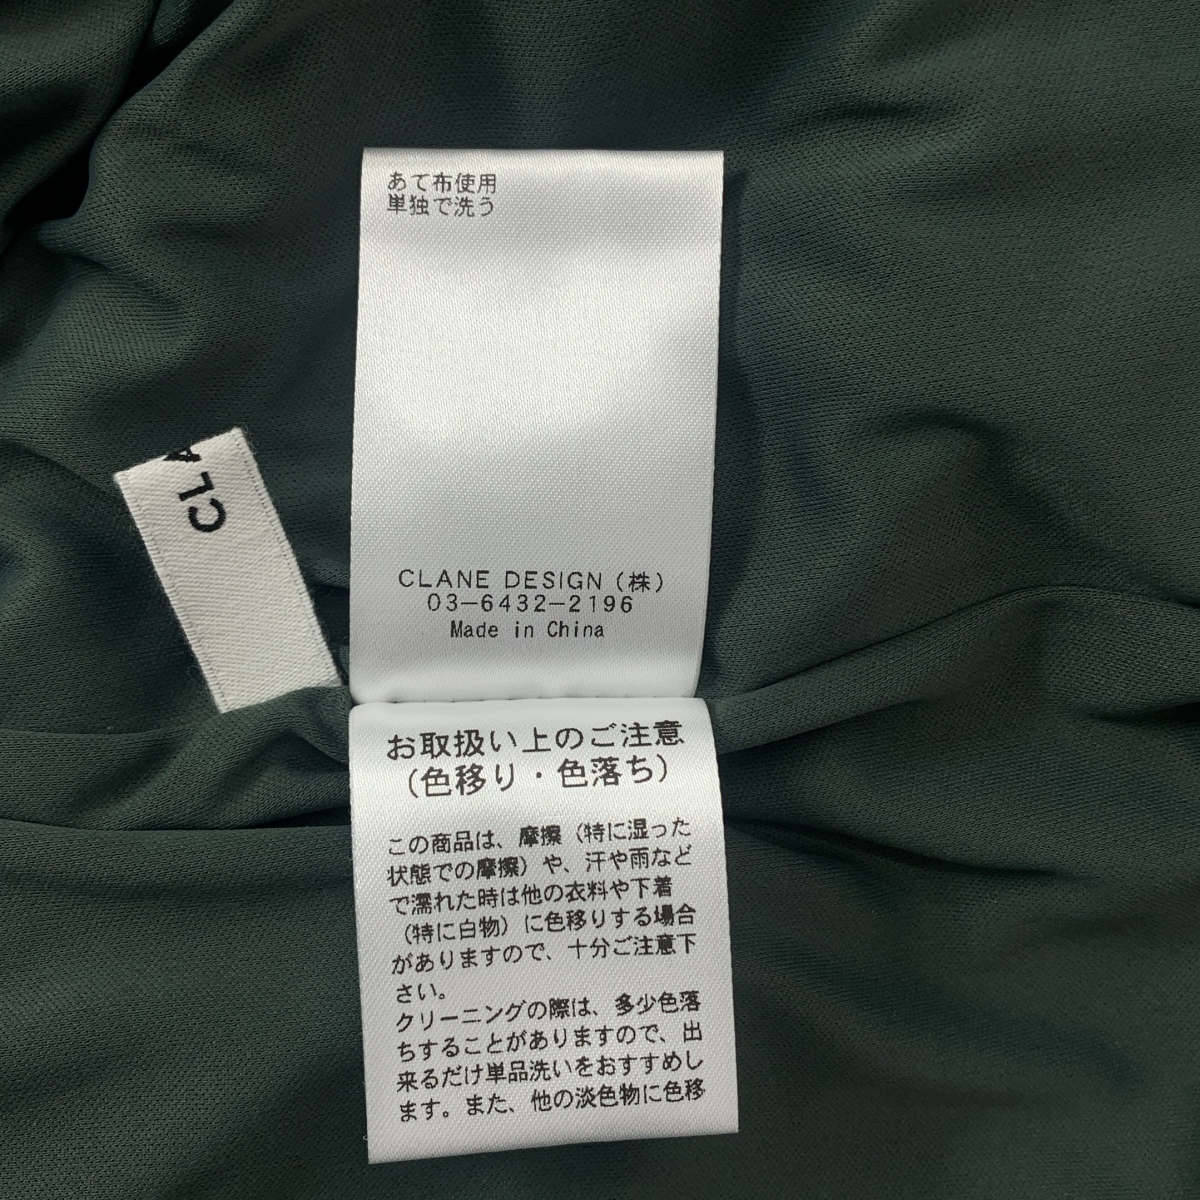 あて布使用
単独で洗う
CLA
CLANE DESIGN (株)
03-6432-2196
Made in China
お取扱い上のご注意
(色移り・色落ち)
この商品は、摩擦(特に湿った
状態での摩擦)や、汗や雨など
で濡れた時は他の衣料や下着
(特に白物)に色移りする場合
がありますので、十分ご注意下
さい。
クリーニングの際は、多少色落
ちすることがありますので、出
来るだけ単品洗いをおすすめし
ます。また、他の淡色物に色移